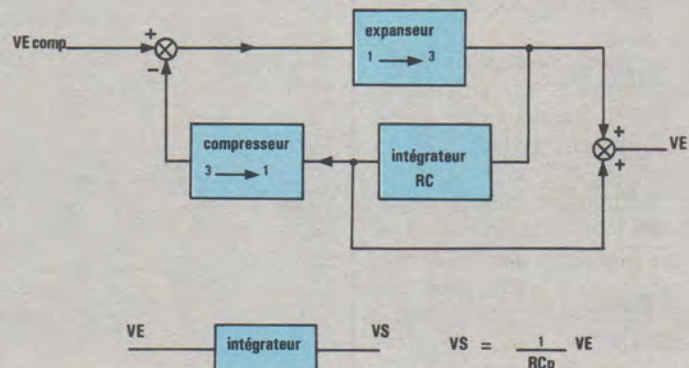 VE comp
+
−
expanseur
1 → 3
compresseur
3 → 1
intégrateur
RC
+
+
VE
VE
intégrateur
VS
VS = 1
RCp VE